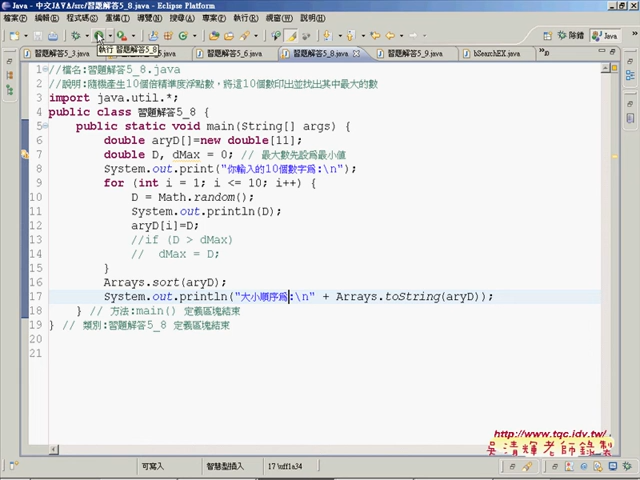 Java - 中文JAVA/src/習題解答5_8.java - Eclipse Platform
檔案(F) 編輯(E) 程式碼(S) 重構(T) 導覽(N) 搜尋(A) 專案(P) 執行(R) 視窗(W) 說明(H)
除錯 Java
習題解答5_3.java 5.java 習題解答5_6.java 習題解答5_8.java 習題解答5_9.java bSearchEX.java
執行 習題解答5_8
1 //檔名:習題解答5_8.java
2 //說明:隨機產生10個倍精準度浮點數，將這10個數印出並找出其中最大的數
3 import java.util.*;
4 public class 習題解答5_8 {
5 public static void main(String[] args) {
6 double aryD[]=new double[11];
7 double D, dMax = 0; // 最大數先設為最小值
8 System.out.print("你輸入的10個數字為:\n");
9 for (int i = 1; i <= 10; i++) {
10 D = Math.random();
11 System.out.println(D);
12 aryD[i]=D;
13 //if (D > dMax)
14 // dMax = D;
15 }
16 Arrays.sort(aryD);
17 System.out.println("大小順序為:\n" + Arrays.toString(aryD));
18 } // 方法:main() 定義區塊結束
19 } // 類別:習題解答5_8 定義區塊結束
20
21
http://www.tqc.idv.tw/
吳清輝老師錄製
可寫入 智慧型插入 17 \uff1a34